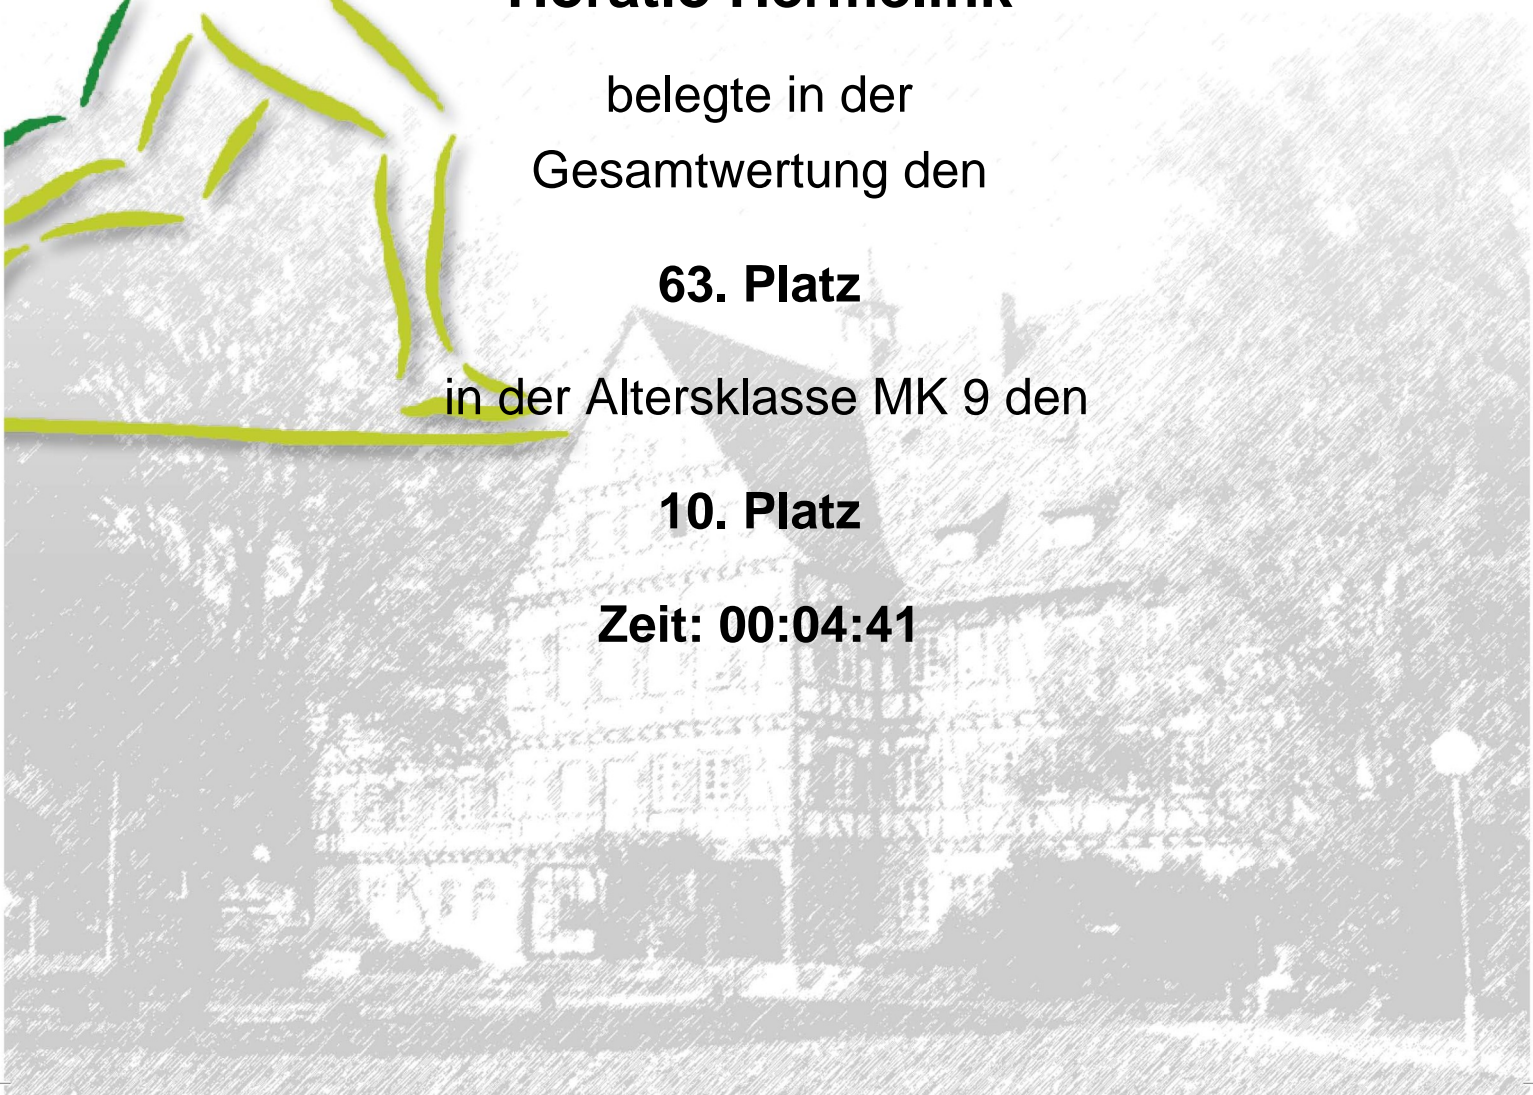 belegte in der
Gesamtwertung den
63. Platz
in der Altersklasse MK 9 den
10. Platz
Zeit: 00:04:41